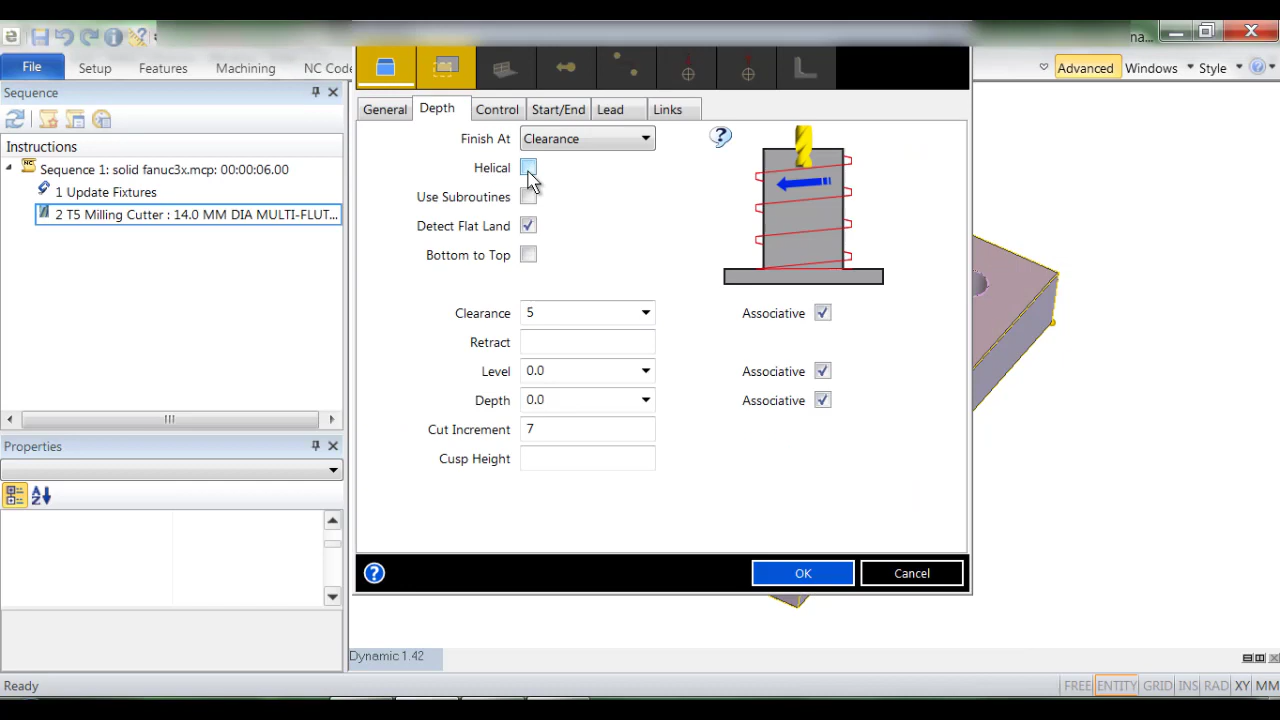 na...
File
Setup
Features
Machining
NC Code
Advanced
Windows
Style
Sequence
Instructions
Sequence 1: solid fanuc3x.mcp: 00:00:06.00
1 Update Fixtures
2 T5 Milling Cutter : 14.0 MM DIA MULTI-FLUT...
Properties
General
Depth
Control
Start/End
Lead
Links
Finish At
Clearance
Helical
Use Subroutines
Detect Flat Land
Bottom to Top
Clearance
5
Associative
Retract
Level
0.0
Associative
Depth
0.0
Associative
Cut Increment
7
Cusp Height
OK
Cancel
Dynamic 1.42
Ready
FREE ENTITY GRID INS RAD XY MM